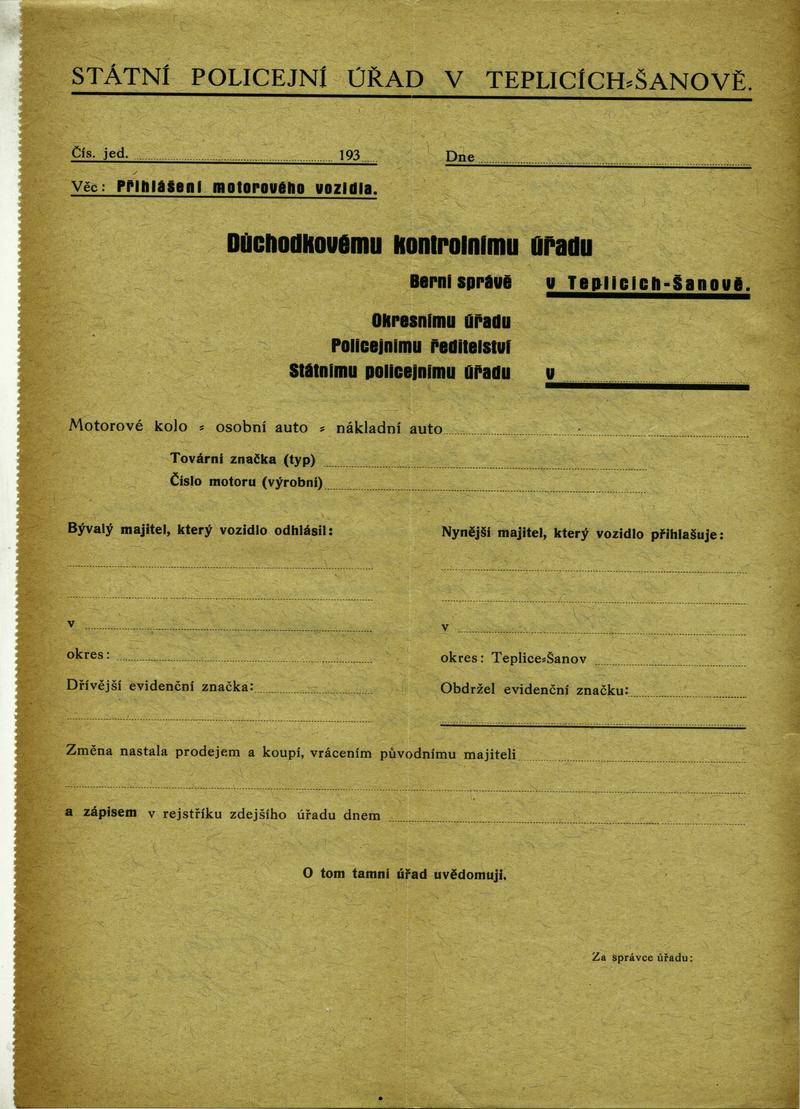 STÁTNÍ POLICEJNÍ ÚŘAD V TEPLICÍCH-ŠANOVĚ.
Čís. jed. 193
Dne
Věc: Přihlášení motorového vozidla.
Důchodkovému kontrolnímu úřadu
Berní správě v Teplicích-Šanově.
Okresnímu úřadu
Policejnímu ředitelství
Státnímu policejnímu úřadu v
Motorové kolo - osobní auto - nákladní auto
Tovární značka (typ)
Číslo motoru (výrobní)
Bývalý majitel, který vozidlo odhlásil:
v
okres:
Dřívější evidenční značka:
Nynější majitel, který vozidlo přihlašuje:
v
okres: Teplice-Šanov
Obdržel evidenční značku:
Změna nastala prodejem a koupí, vrácením původnímu majiteli
a zápisem v rejstříku zdejšího úřadu dnem
O tom tamní úřad uvědomuji.
Za správce úřadu: